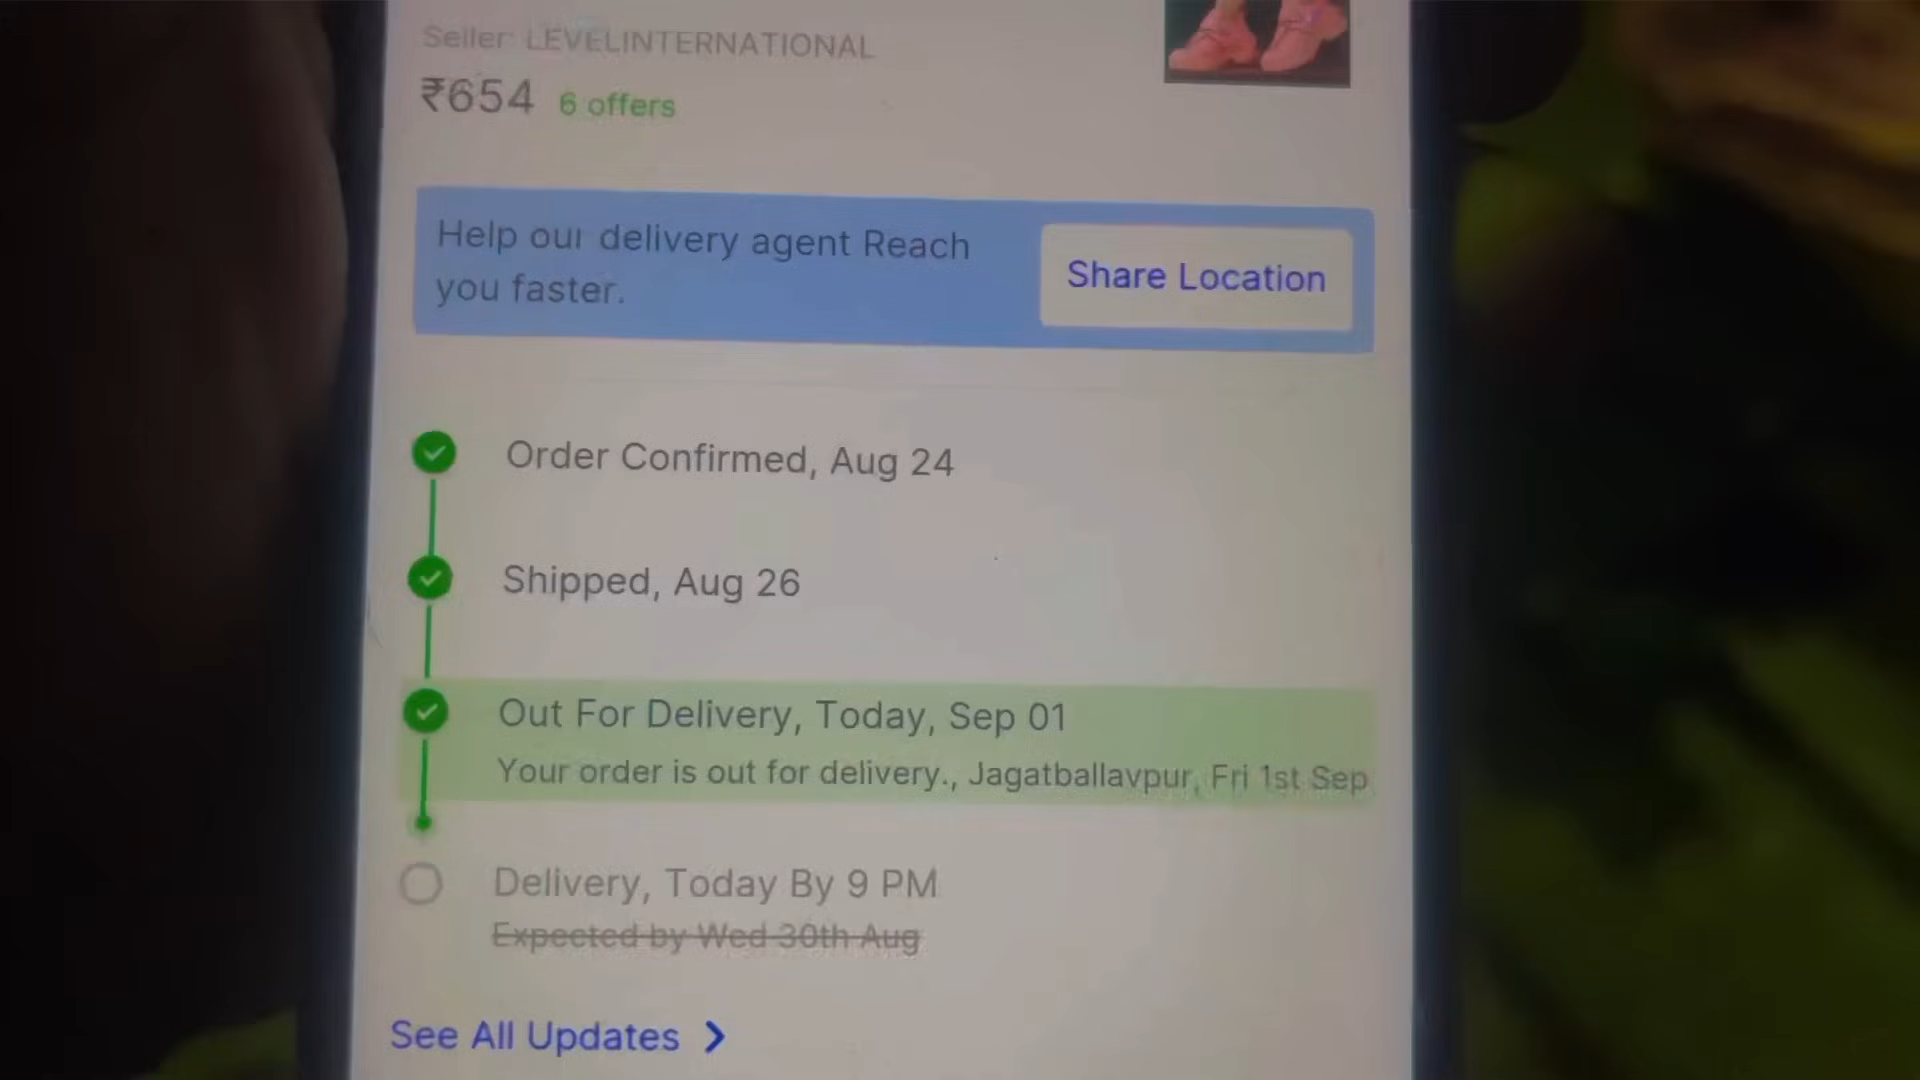 Seller: LEVELINTERNATIONAL
₹654 6 offers
Help our delivery agent Reach
you faster.
Share Location
Order Confirmed, Aug 24
Shipped, Aug 26
Out For Delivery, Today, Sep 01
Your order is out for delivery., Jagatballavpur, Fri 1st Sep
Delivery, Today By 9 PM
Expected by Wed 30th Aug
See All Updates